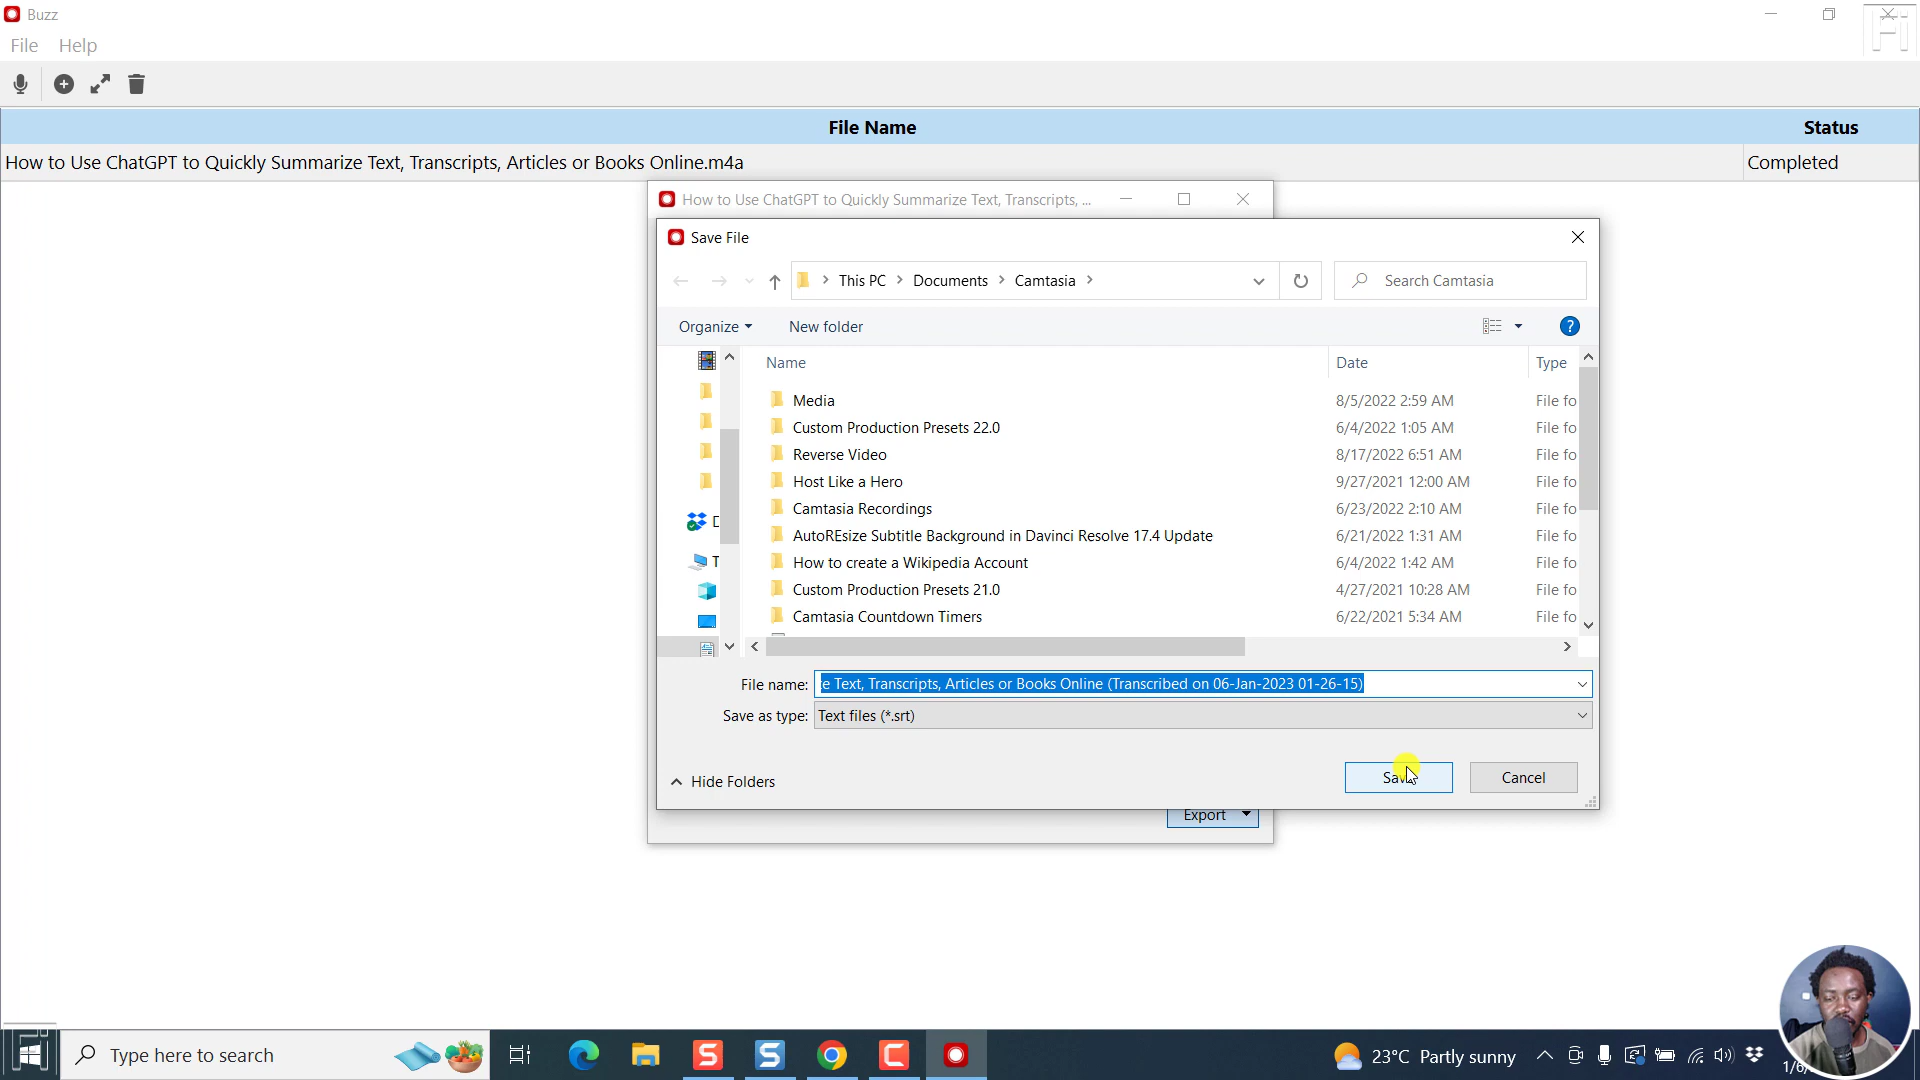 Buzz
File Help
File Name Status
How to Use ChatGPT to Quickly Summarize Text, Transcripts, Articles or Books Online.m4a Completed
How to Use ChatGPT to Quickly Summarize Text, Transcripts, ...
Save File
This PC Documents Camtasia
Search Camtasia
Organize New folder
Name Date Type
Media 8/5/2022 2:59 AM File fo
Custom Production Presets 22.0 6/4/2022 1:05 AM File fo
Reverse Video 8/17/2022 6:51 AM File fo
Host Like a Hero 9/27/2021 12:00 AM File fo
Camtasia Recordings 6/23/2022 2:10 AM File fo
AutoREsize Subtitle Background in Davinci Resolve 17.4 Update 6/21/2022 1:31 AM File fo
How to create a Wikipedia Account 6/4/2022 1:42 AM File fo
Custom Production Presets 21.0 4/27/2021 10:28 AM File fo
Camtasia Countdown Timers 6/22/2021 5:34 AM File fo
File name: e Text, Transcripts, Articles or Books Online (Transcribed on 06-Jan-2023 01-26-15)
Save as type: Text files (*.srt)
Hide Folders
Save Cancel
Export
Type here to search
23°C Partly sunny
1/6/